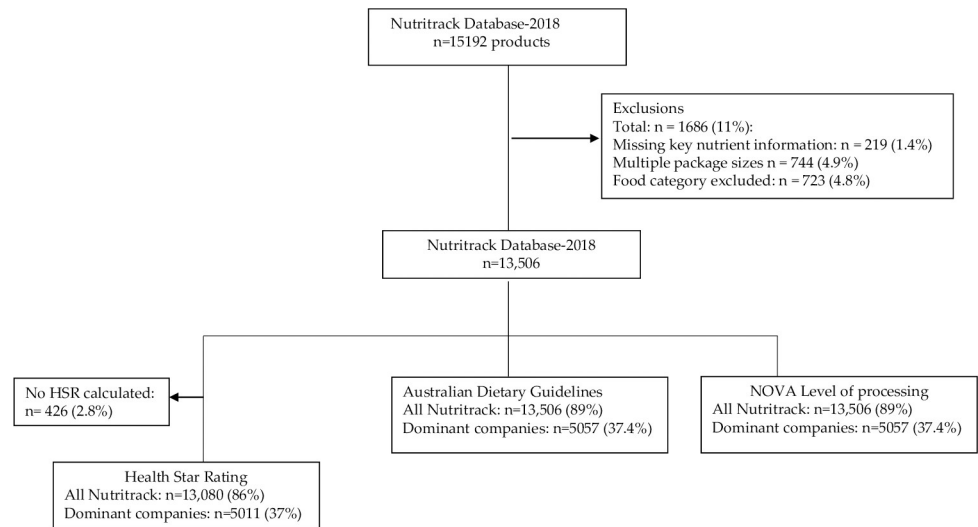 Nutritrack Database-2018
n=15192 products
Exclusions
Total: n = 1686 (11%):
Missing key nutrient information: n = 219 (1.4%)
Multiple package sizes n = 744 (4.9%)
Food category excluded: n = 723 (4.8%)
Nutritrack Database-2018
n=13,506
No HSR calculated:
n= 426 (2.8%)
Australian Dietary Guidelines
All Nutritrack: n=13,506 (89%)
Dominant companies: n=5057 (37.4%)
NOVA Level of processing
All Nutritrack: n=13,506 (89%)
Dominant companies: n=5057 (37.4%)
Health Star Rating
All Nutritrack: n=13,080 (86%)
Dominant companies: n=5011 (37%)